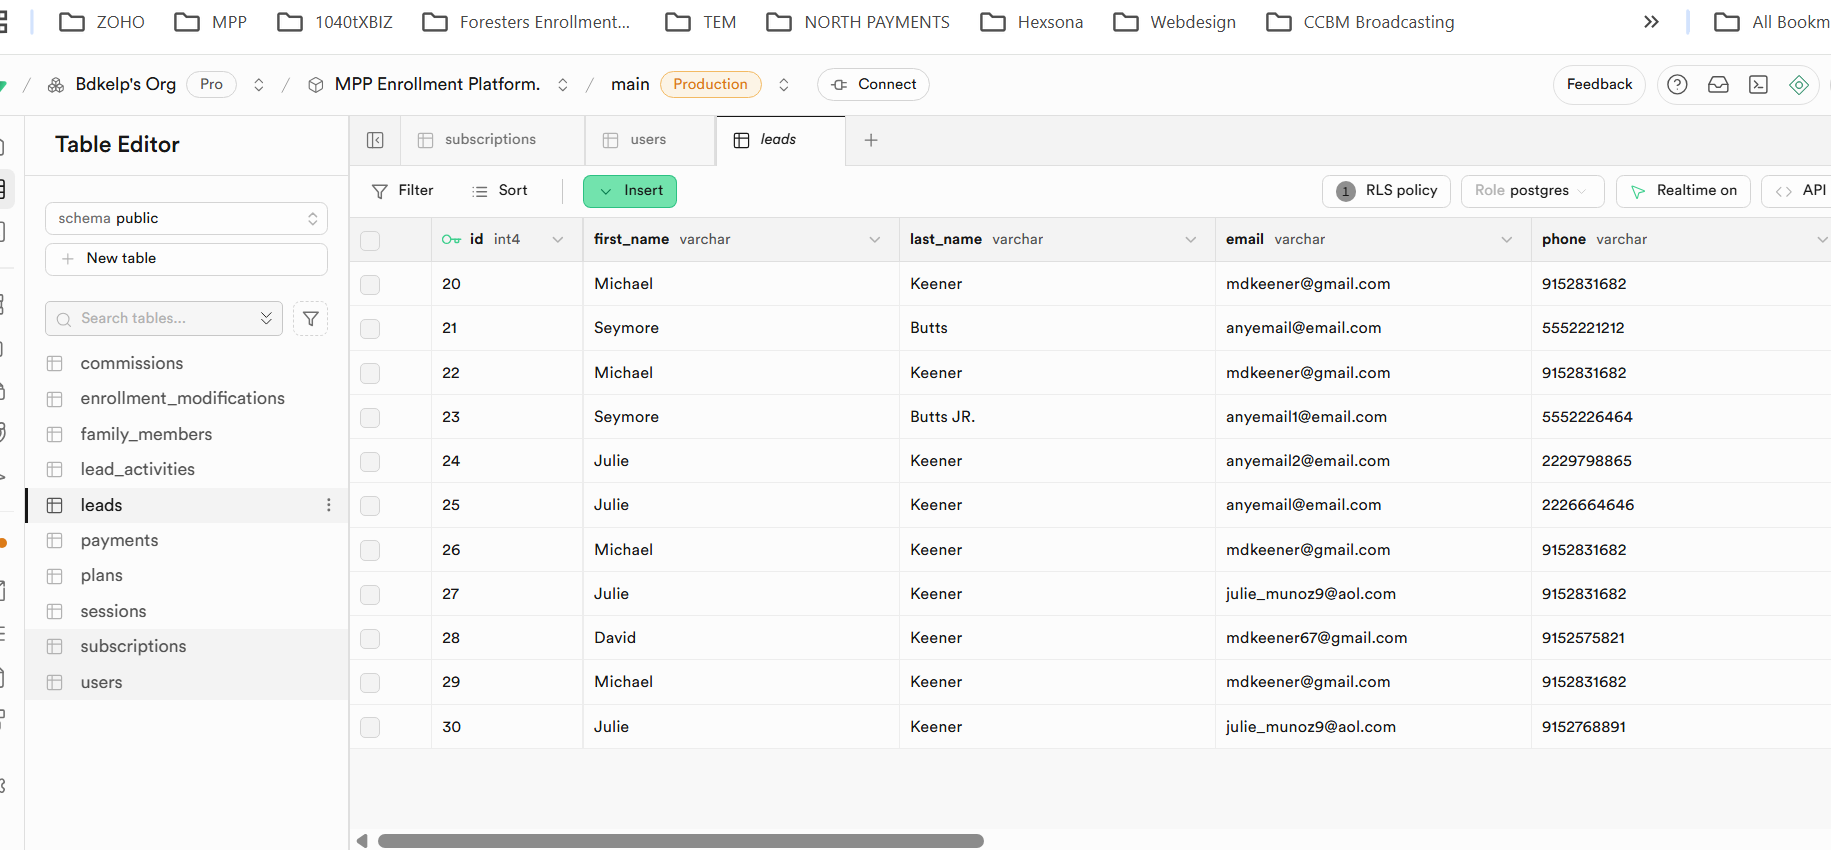 ZOHO MPP 1040tXBIZ Foresters Enrollment... TEM NORTH PAYMENTS Hexsona Webdesign CCBM Broadcasting » All Bookm
/ Bdkelp's Org Pro / MPP Enrollment Platform. / main Production Connect Feedback
Table Editor
schema public
New table
Search tables...
commissions
enrollment_modifications
family_members
lead_activities
leads
payments
plans
sessions
subscriptions
users
subscriptions users leads +
Filter Sort Insert 1 RLS policy Role postgres Realtime on <> API
id int4 first_name varchar last_name varchar email varchar phone varchar
20 Michael Keener mdkeener@gmail.com 9152831682
21 Seymore Butts anyemail@email.com 5552221212
22 Michael Keener mdkeener@gmail.com 9152831682
23 Seymore Butts JR. anyemail1@email.com 5552226464
24 Julie Keener anyemail2@email.com 2229798865
25 Julie Keener anyemail@email.com 2226664646
26 Michael Keener mdkeener@gmail.com 9152831682
27 Julie Keener julie_munoz9@aol.com 9152831682
28 David Keener mdkeener67@gmail.com 9152575821
29 Michael Keener mdkeener@gmail.com 9152831682
30 Julie Keener julie_munoz9@aol.com 9152768891